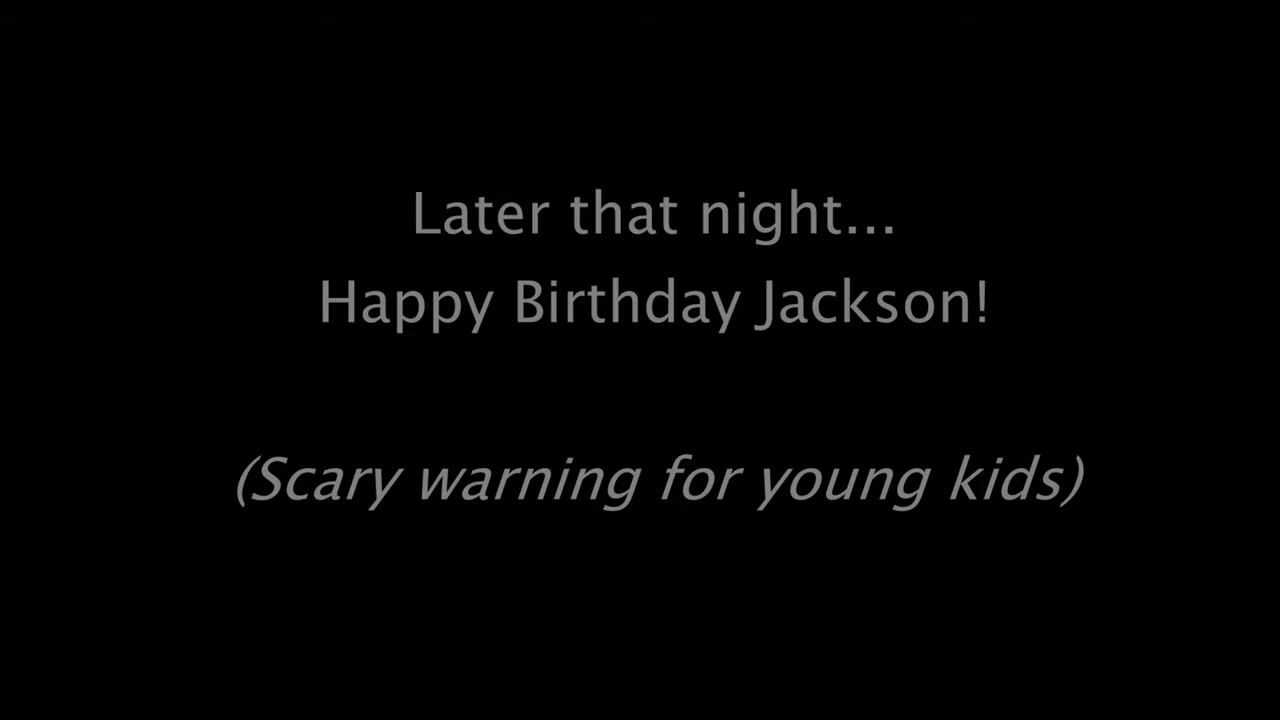 Later that night...
Happy Birthday Jackson!
(Scary warning for young kids)